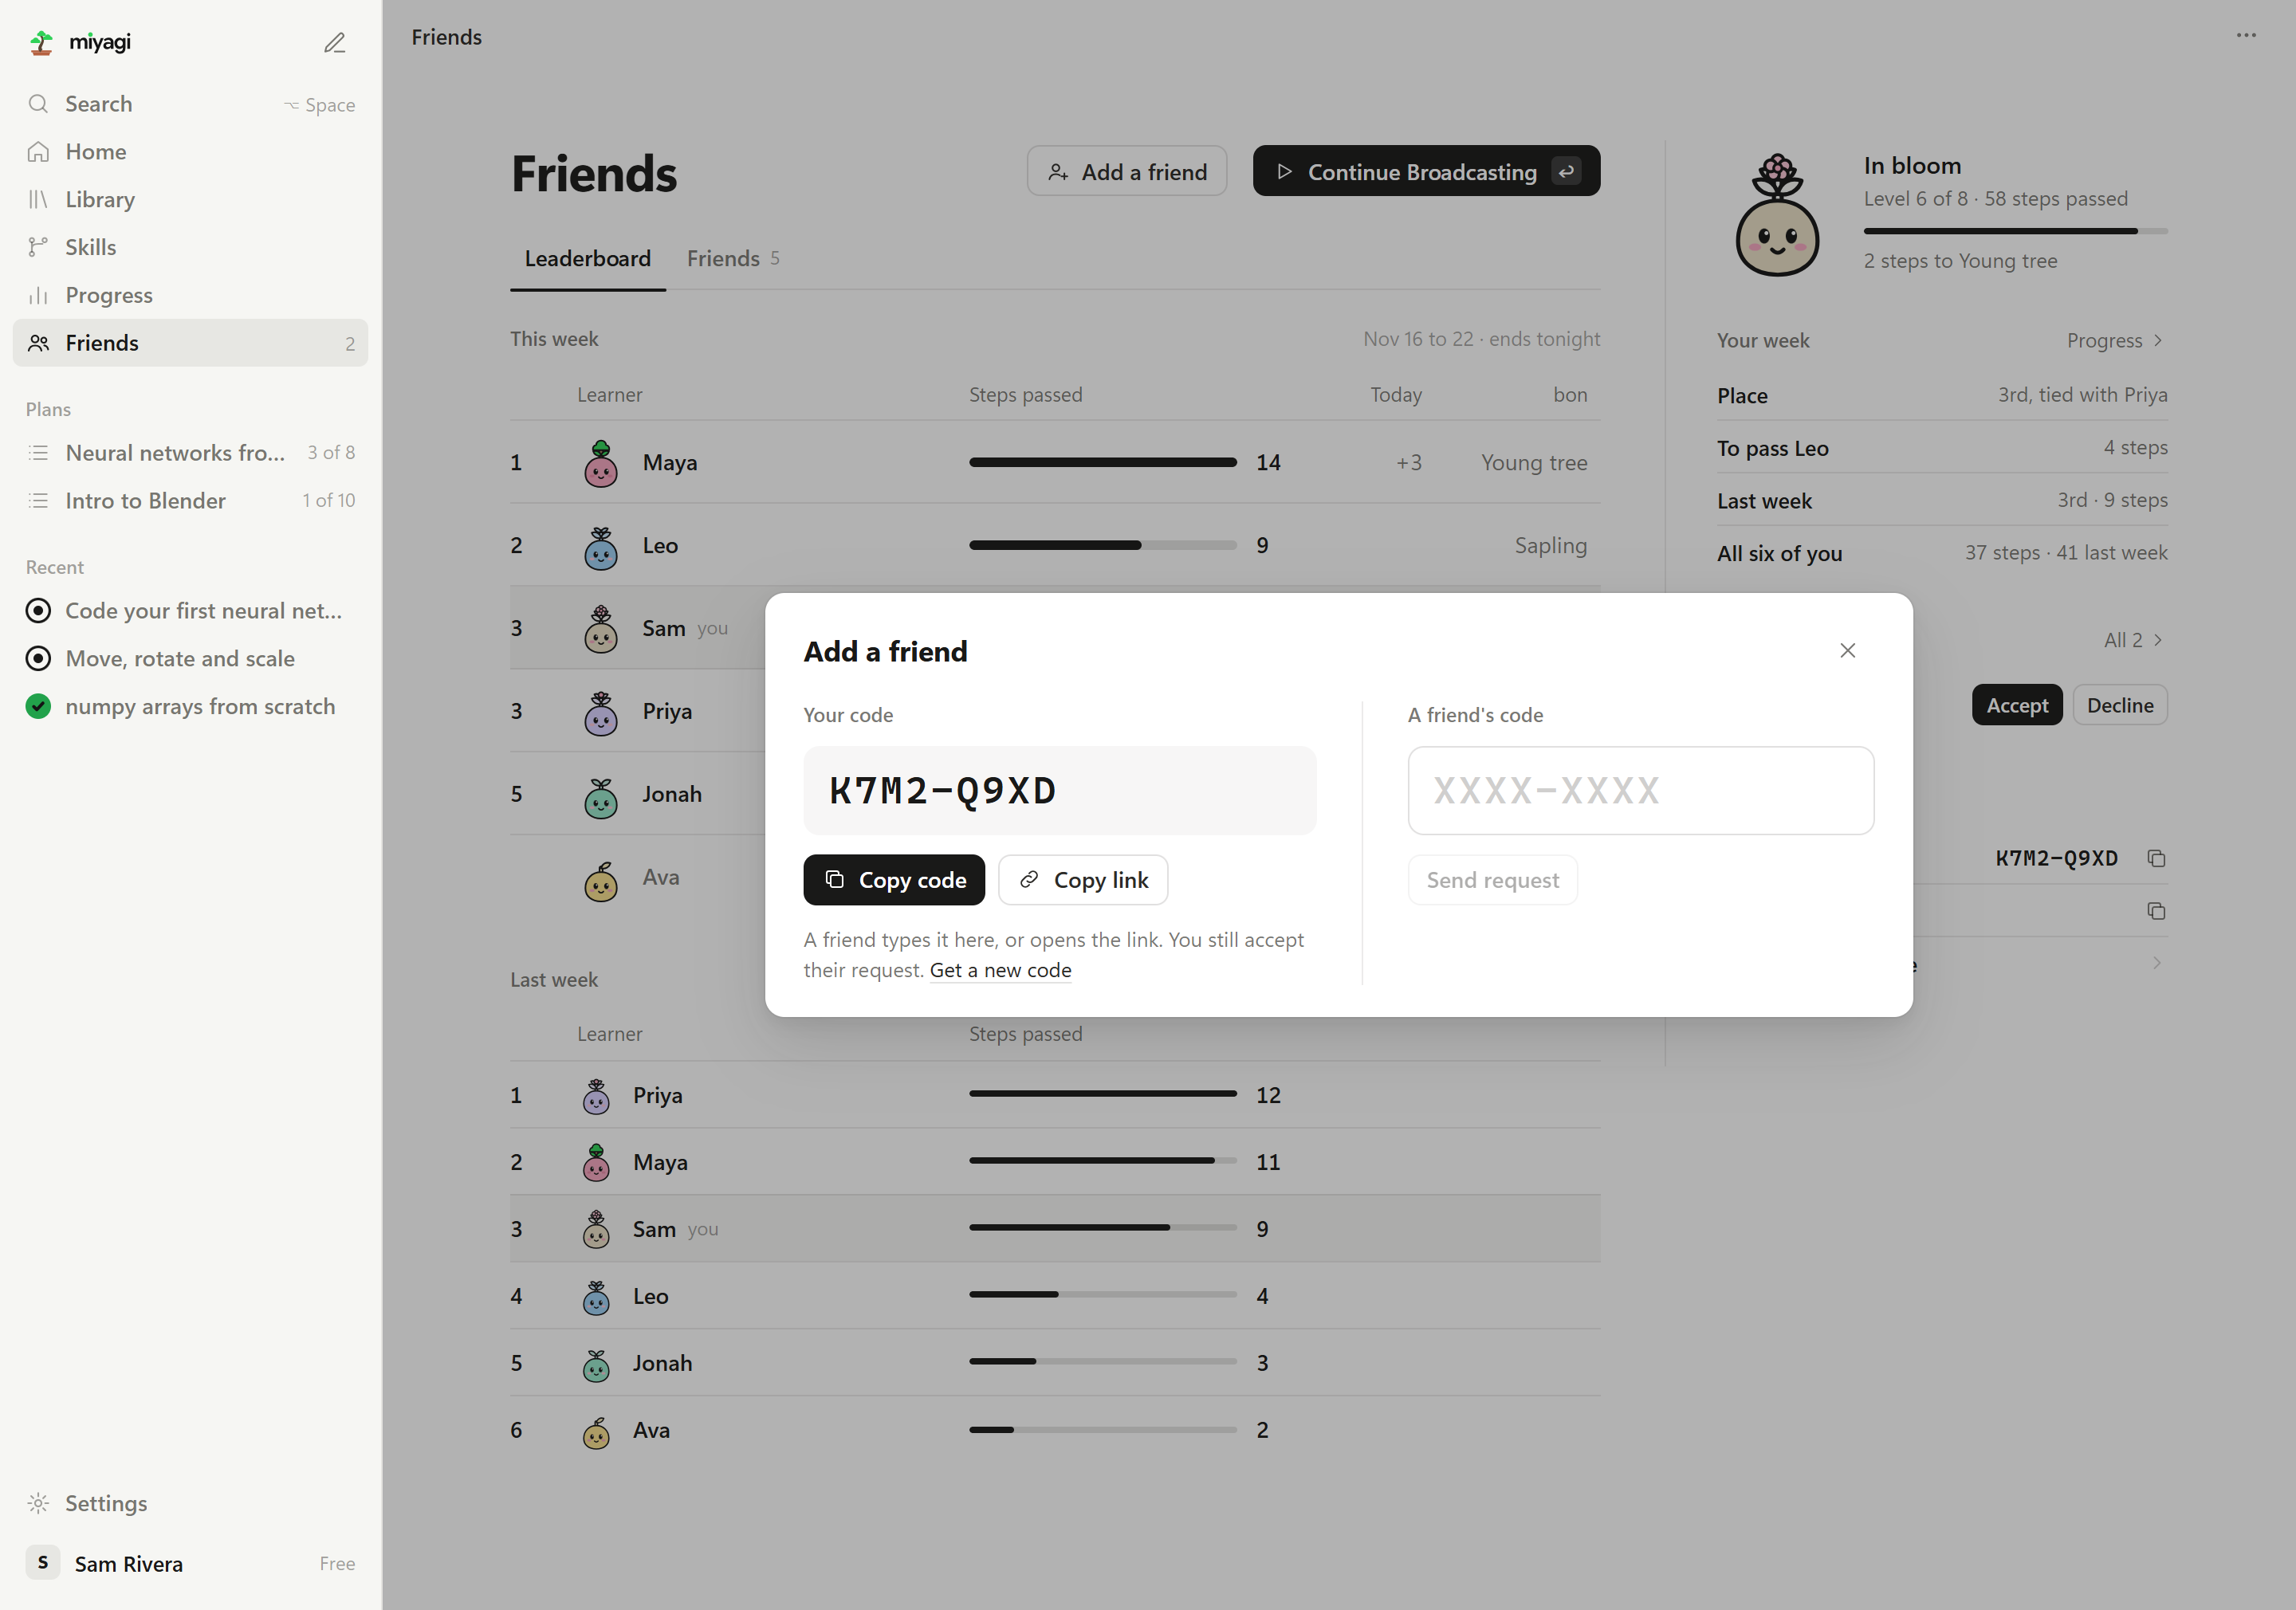 miyagi
Search
⌥ Space
Home
Library
Skills
Progress
Friends 2
Plans
Neural networks fro... 3 of 8
Intro to Blender 1 of 10
Recent
Code your first neural net...
Move, rotate and scale
numpy arrays from scratch
Settings
S Sam Rivera Free
Friends
Friends
Add a friend
Continue Broadcasting
Leaderboard Friends 5
This week Nov 16 to 22 · ends tonight
Learner Steps passed Today bon
1 Maya 14 +3 Young tree
2 Leo 9 Sapling
3 Sam you
3 Priya
5 Jonah
Ava
Last week
Learner Steps passed
1 Priya 12
2 Maya 11
3 Sam you 9
4 Leo 4
5 Jonah 3
6 Ava 2
In bloom
Level 6 of 8 · 58 steps passed
2 steps to Young tree
Your week Progress
Place 3rd, tied with Priya
To pass Leo 4 steps
Last week 3rd · 9 steps
All six of you 37 steps · 41 last week
All 2
Accept Decline
K7M2-Q9XD
Add a friend
Your code
K7M2-Q9XD
Copy code Copy link
A friend types it here, or opens the link. You still accept
their request. Get a new code
A friend's code
XXXX-XXXX
Send request